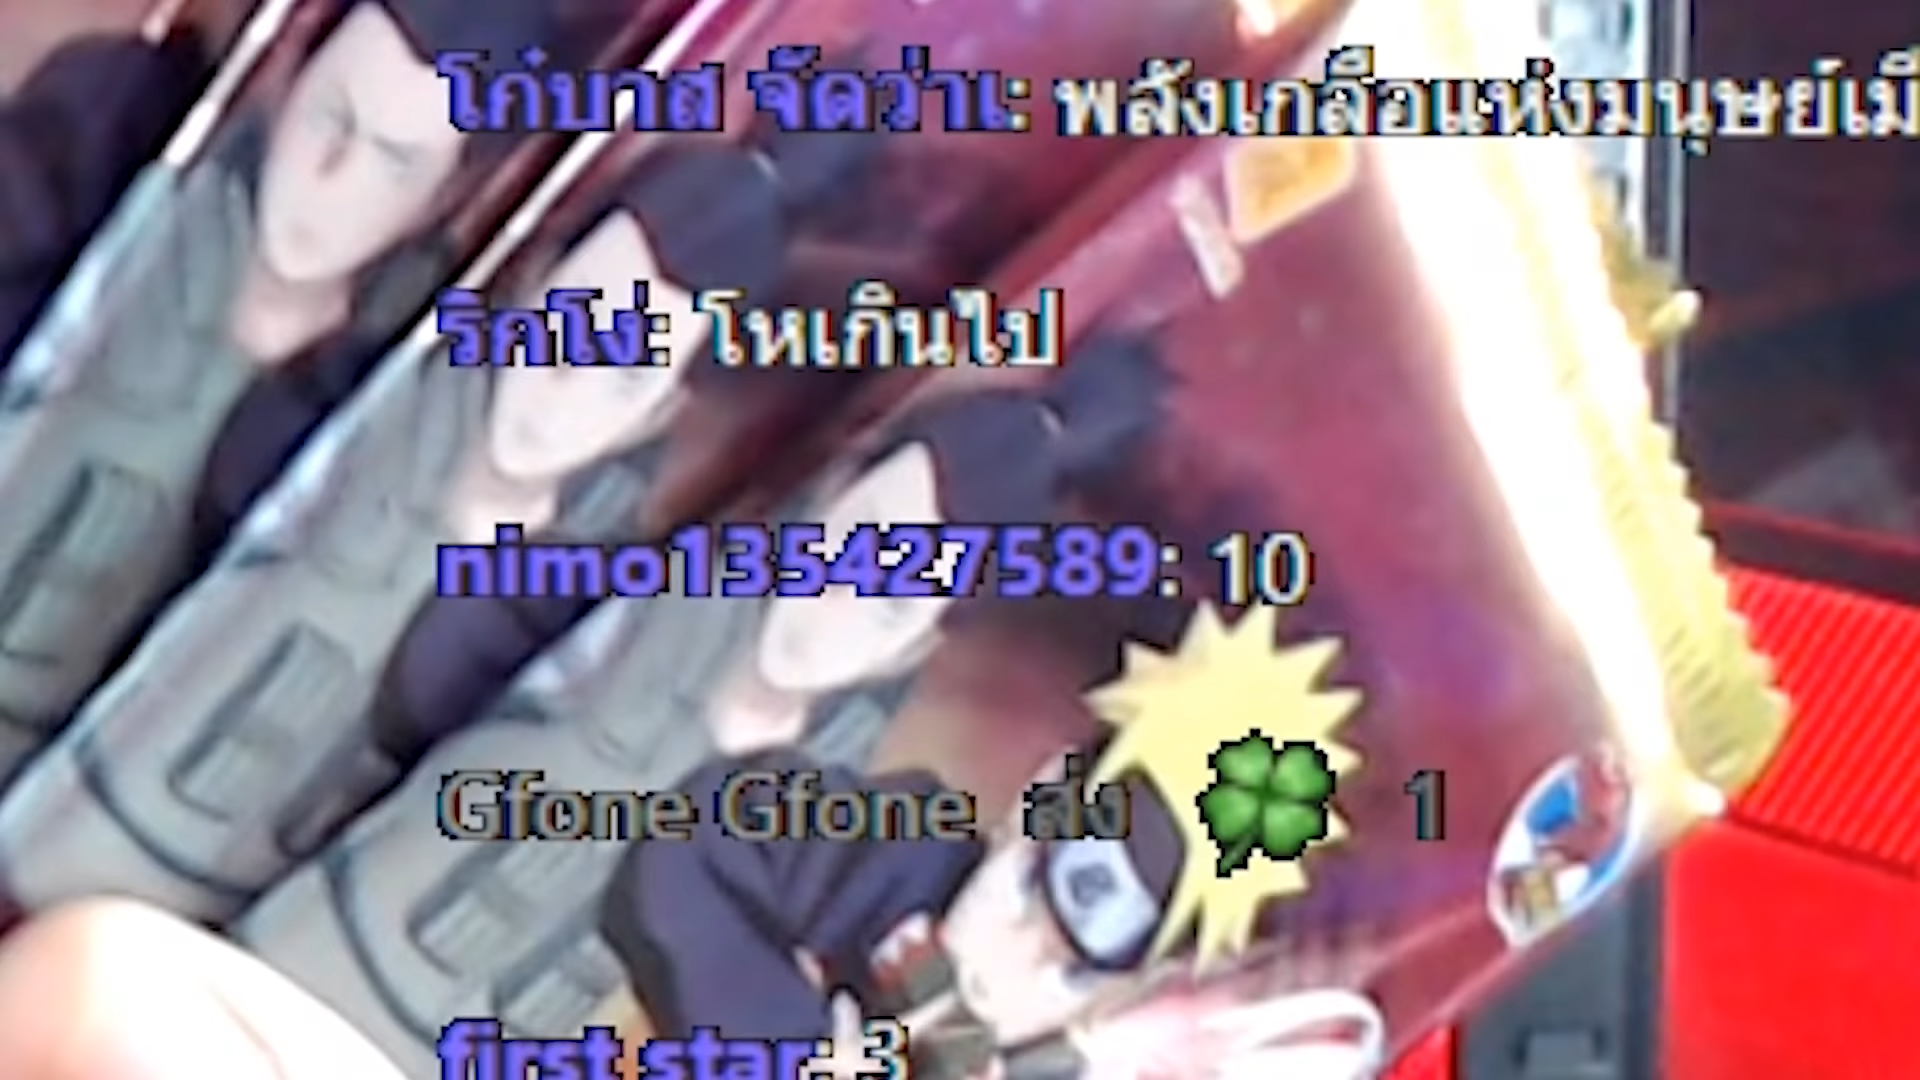 โก๋บาส จัดว่าเ: พลังเกลือแห่งมนุษย์เมื
ริคโง่: โหเกินไป
nimo135427589: 10
Gfone Gfone ส่ง 🍀 1
first star: 3